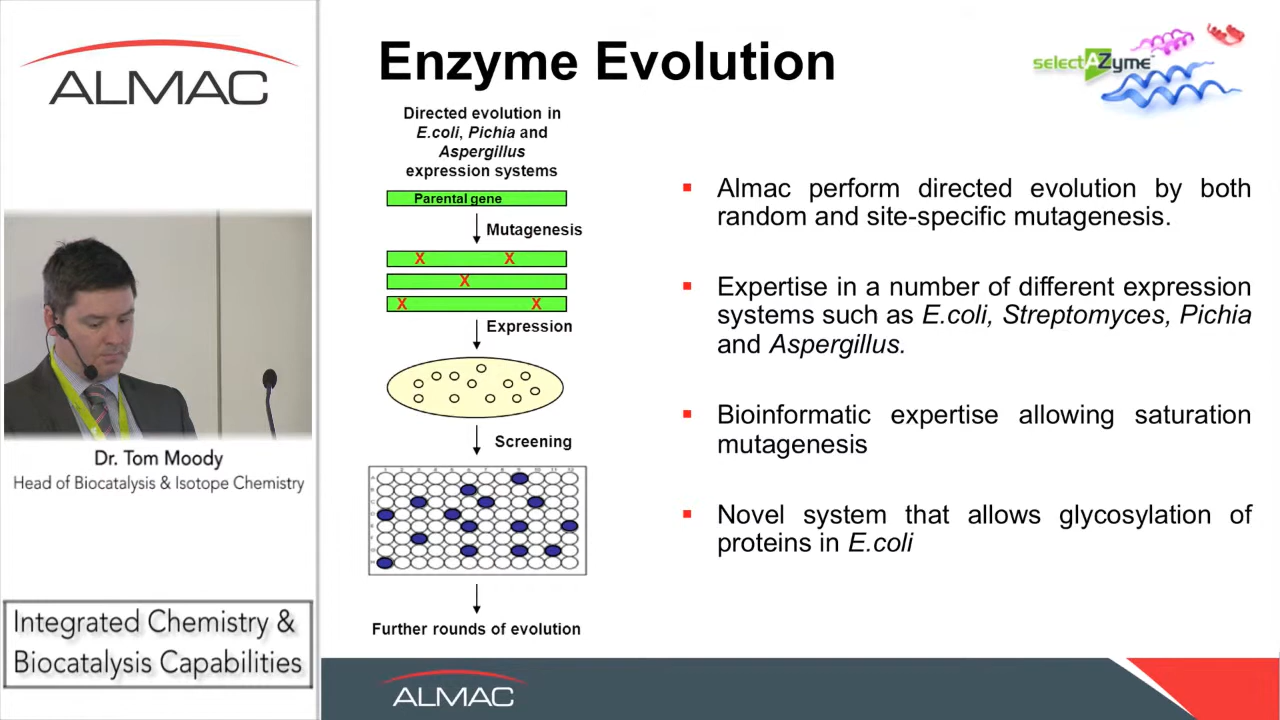 ALMAC
Enzyme Evolution
selectAZyme™
Directed evolution in
E.coli, Pichia and
Aspergillus
expression systems
Parental gene
Mutagenesis
X X
X
X X
Expression
Screening
Further rounds of evolution
Almac perform directed evolution by both
random and site-specific mutagenesis.
Expertise in a number of different expression
systems such as E.coli, Streptomyces, Pichia
and Aspergillus.
Bioinformatic expertise allowing saturation
mutagenesis
Novel system that allows glycosylation of
proteins in E.coli
Dr. Tom Moody
Head of Biocatalysis & Isotope Chemistry
Integrated Chemistry &
Biocatalysis Capabilities
ALMAC